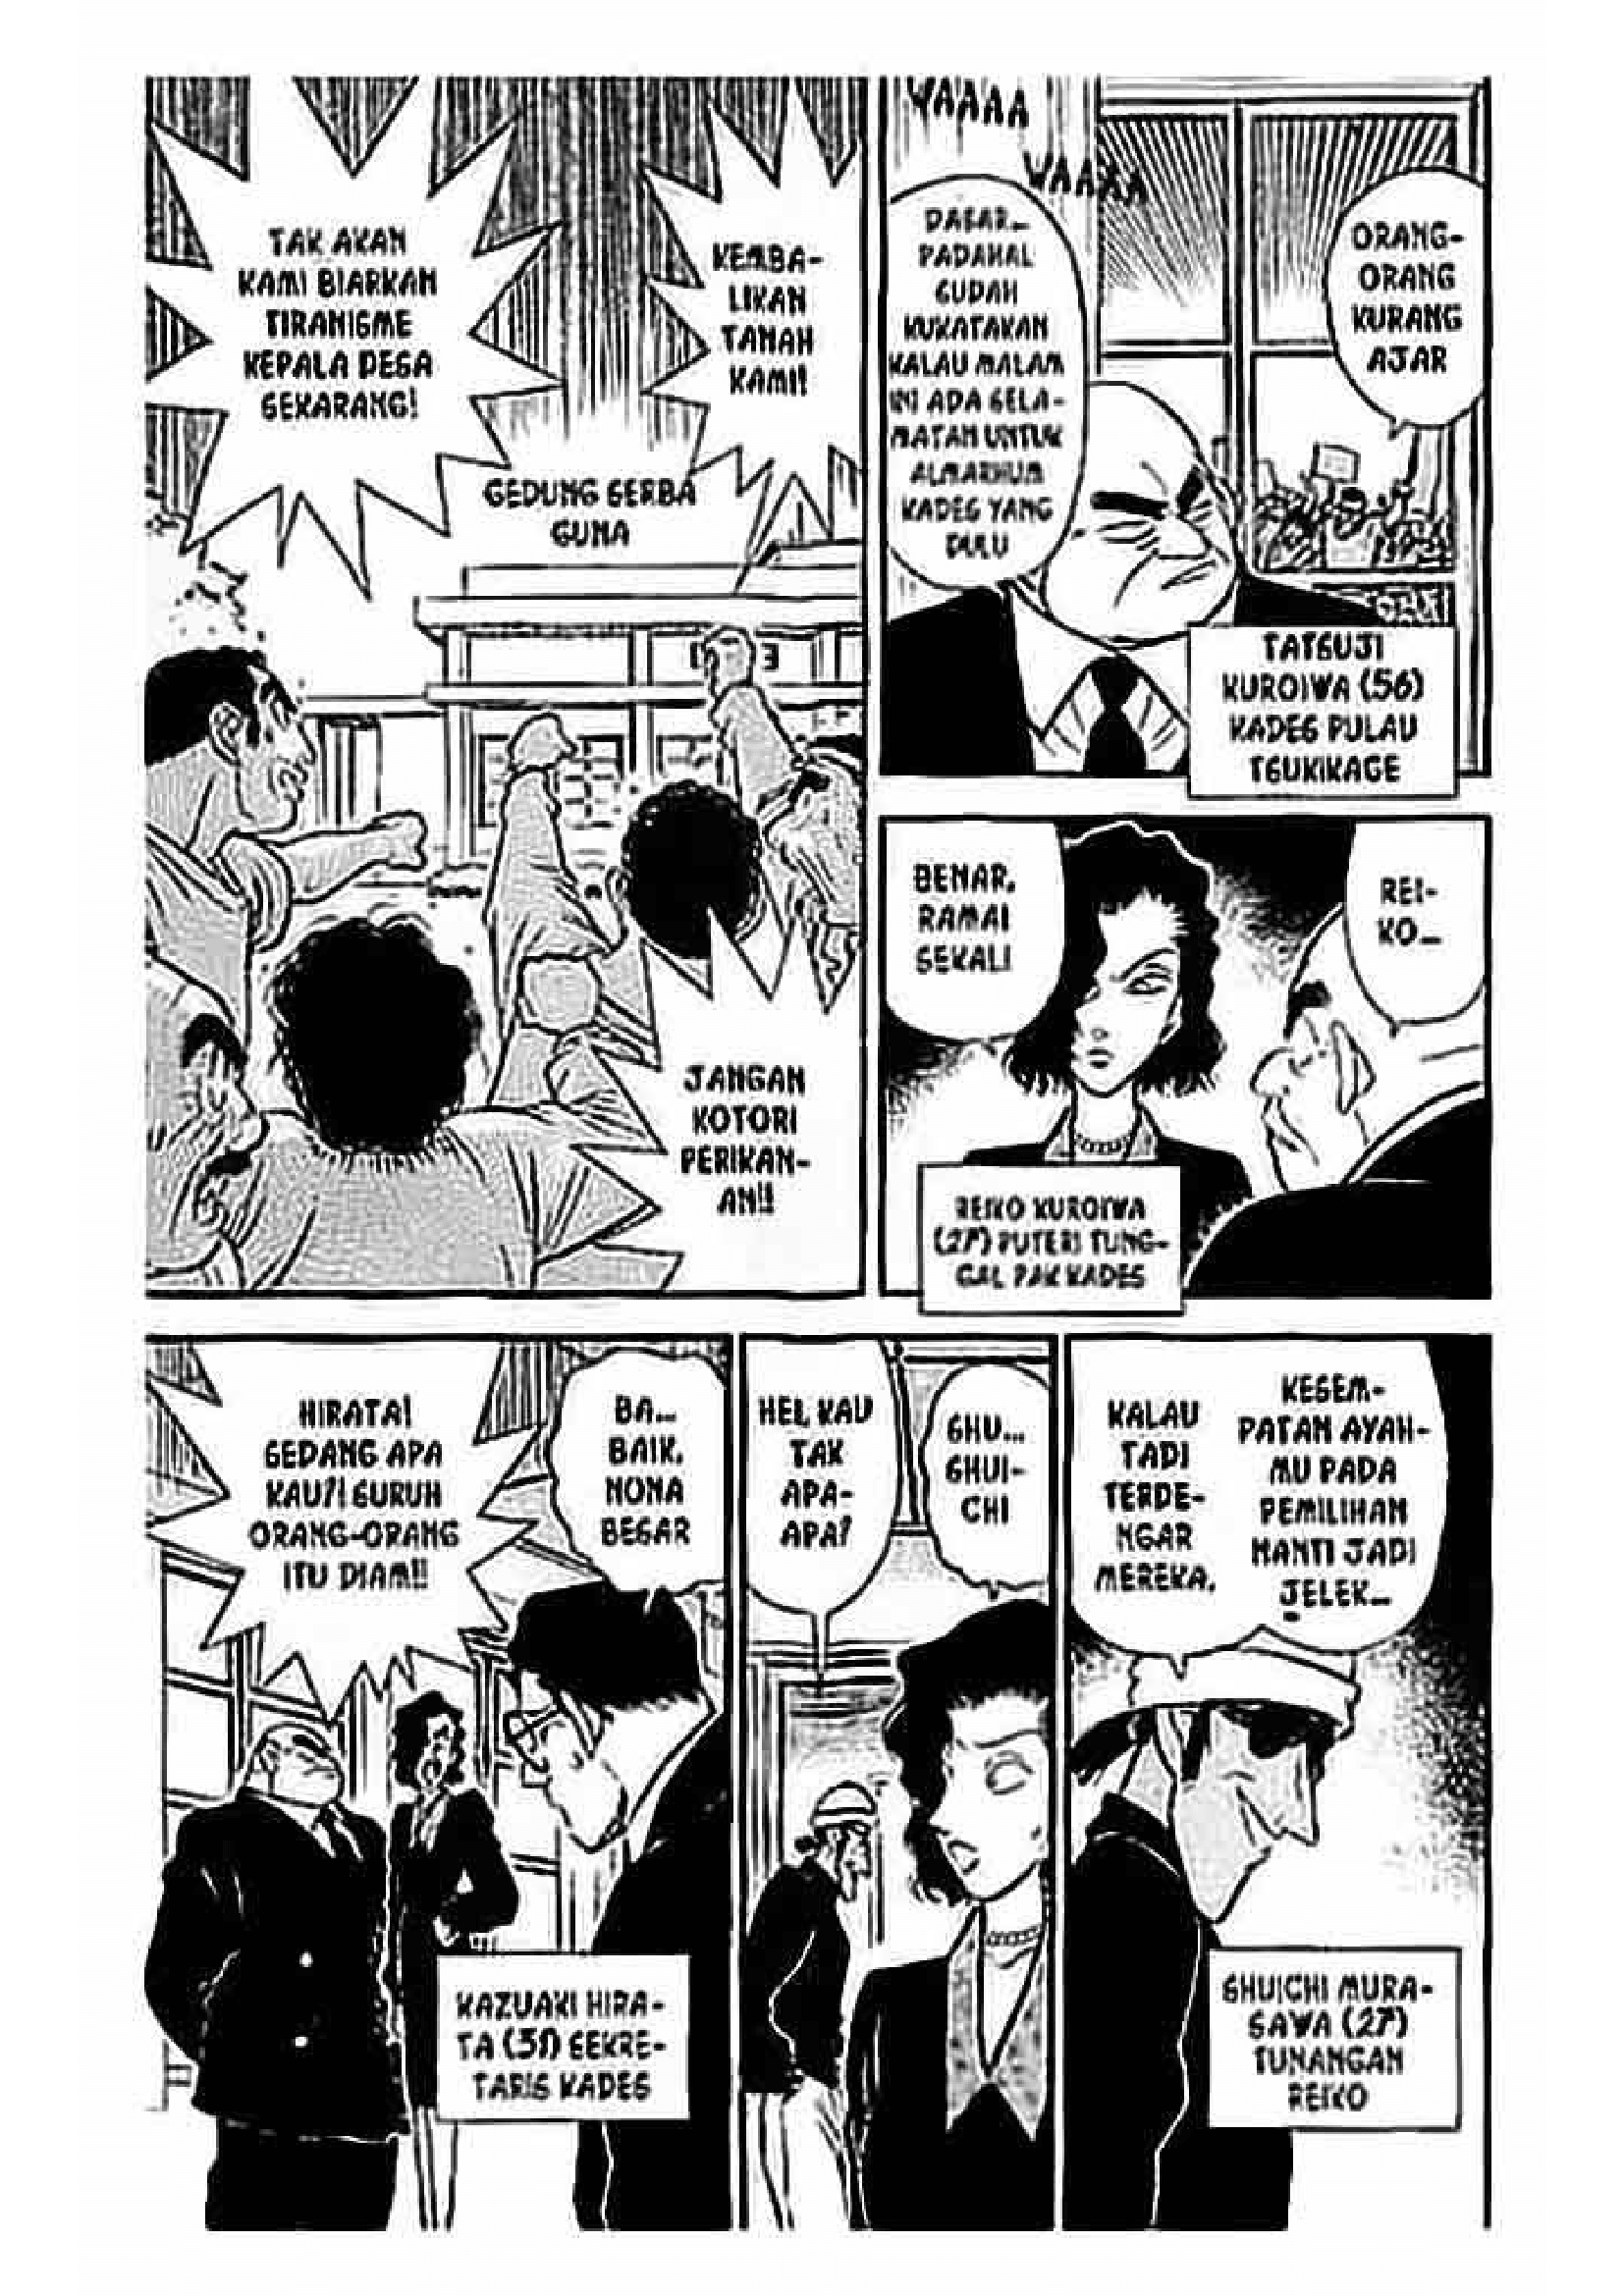 TAK AKAN
KAMI BIARKAN
TIRANISME
KEPALA DESA
SEKARANG!
KEMBA-
LIKAN
TANAH
KAMI!
GEDUNG SERBA
GUNA
JANGAN
KOTORI
PERIKAN-
AN!!
WAAAA
WAAAA
ORANG-
ORANG
KURANG
AJAR
DASAR...
PADAHAL
SUDAH
KUKATAKAN
KALAU MALAM
INI ADA SELA-
MATAN UNTUK
ALMARHUM
KADES YANG
DULU
TATSUJI
KUROIWA (56)
KADES PULAU
TSUKIKAGE
BENAR.
RAMAI
SEKALI
REI-
KO...
REIKO KUROIWA
(27) PUTERI TUNG-
GAL PAK KADES
HIRATA!
SEDANG APA
KAU?! SURUH
ORANG-ORANG
ITU DIAM!!
BA...
BAIK.
NONA
BESAR
KAZUAKI HIRA-
TA (31) SEKRE-
TARIS KADES
HEI, KAU
TAK
APA-
APA?
SHU...
SHUI-
CHI
KALAU
TADI
TERDE-
NGAR
MEREKA,
KESEM-
PATAN AYAH-
MU PADA
PEMILIHAN
NANTI JADI
JELEK...
SHUICHI MURA-
SAWA (27)
TUNANGAN
REIKO